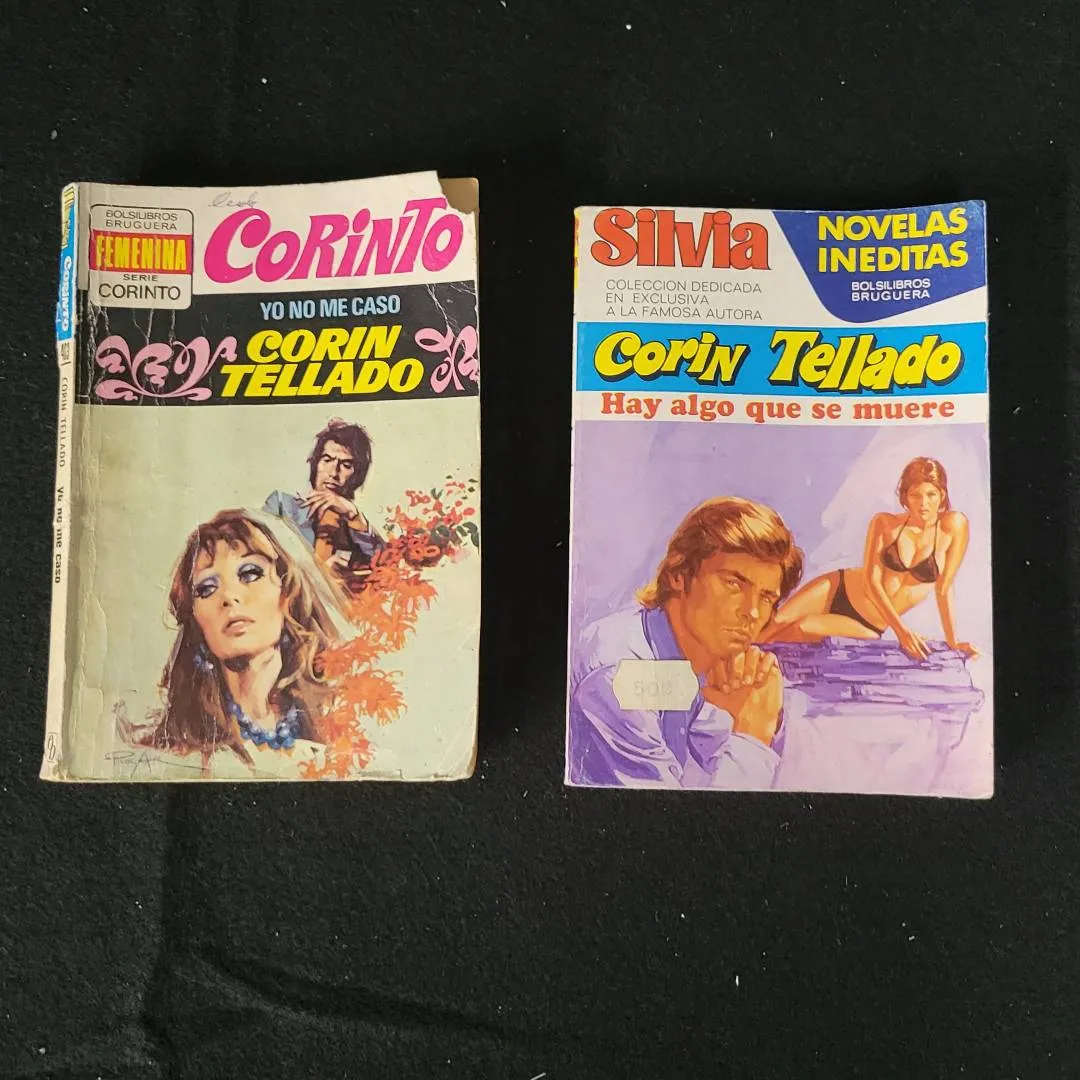 BOLSILIBROS
BRUGUERA
FEMENINA
SERIE
CORINTO
CORINTO
YO NO ME CASO
CORIN
TELLADO
CORINTO
CORIN TELLADO Yo no me caso
Silvia
COLECCION DEDICADA
EN EXCLUSIVA
A LA FAMOSA AUTORA
NOVELAS
INEDITAS
BOLSILIBROS
BRUGUERA
Corin Tellado
Hay algo que se muere